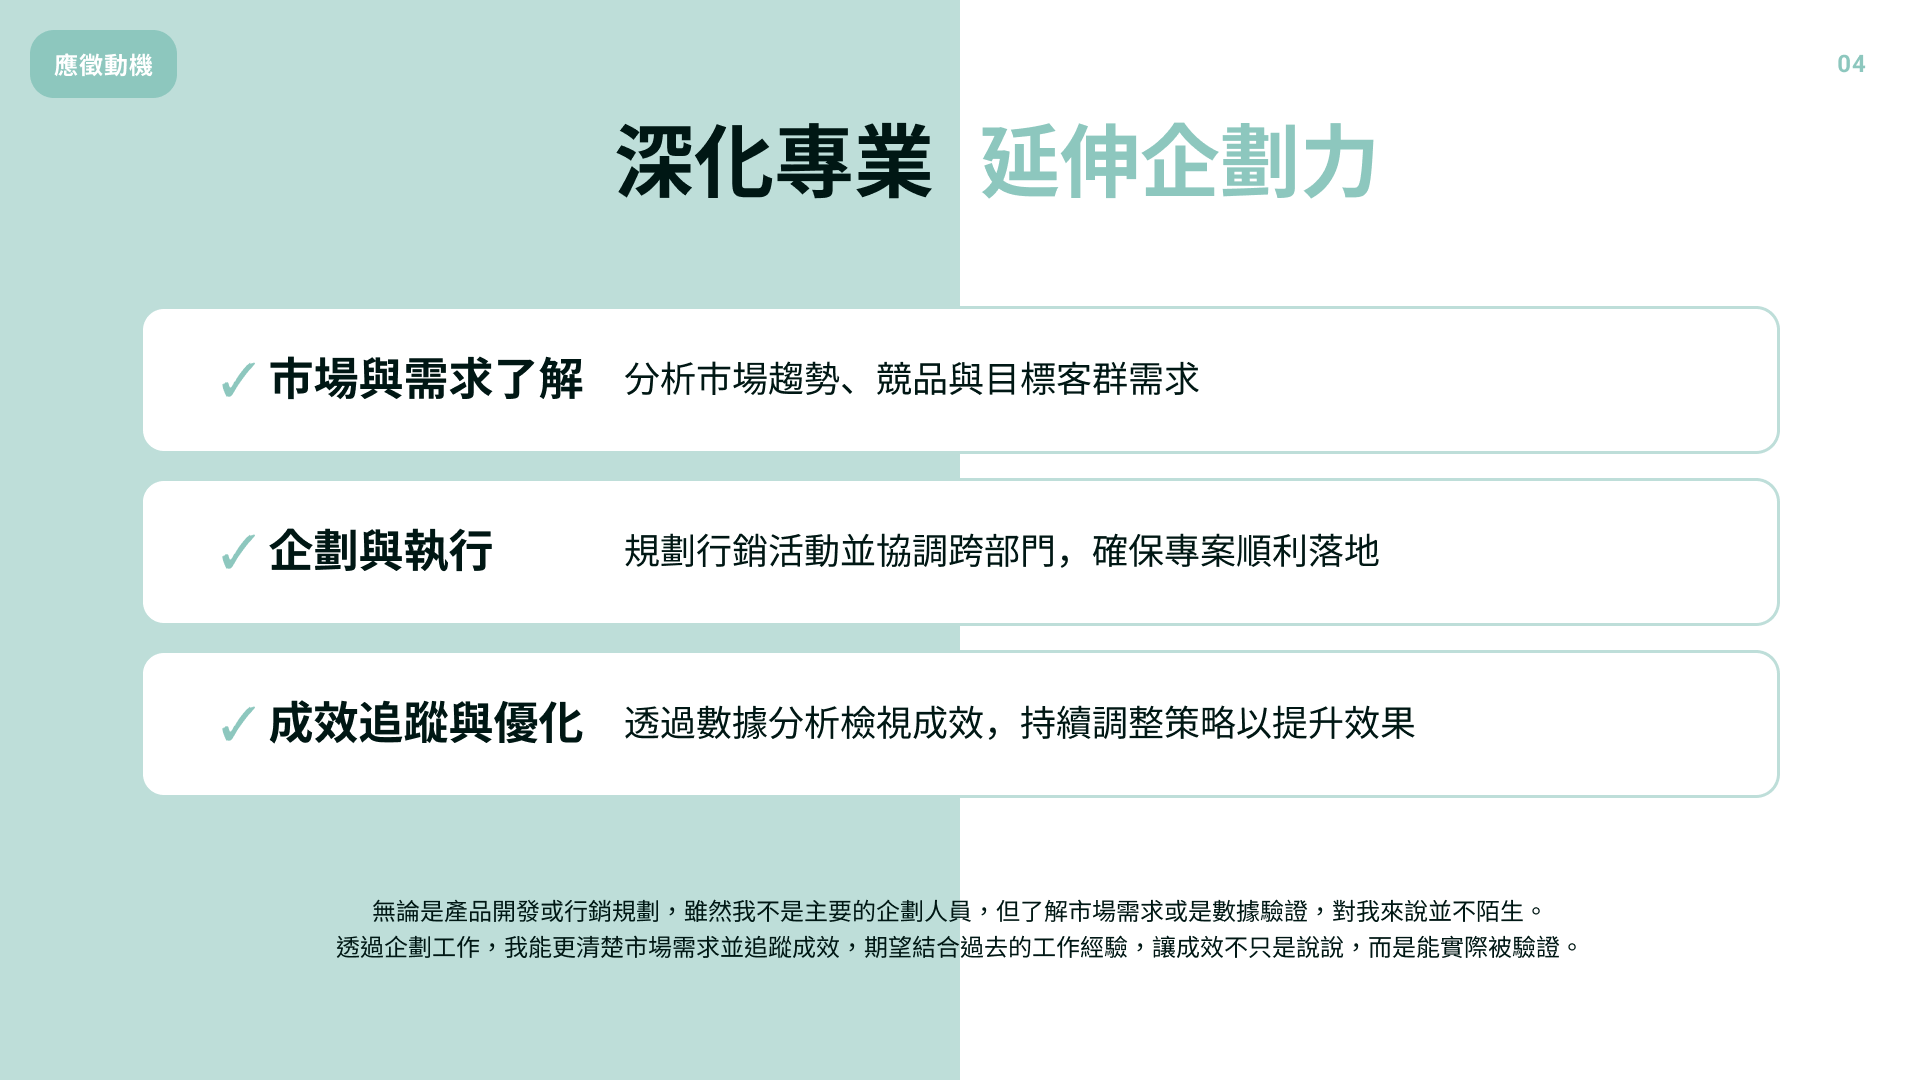 應徵動機
04
深化專業 延伸企劃力
✓ 市場與需求了解 分析市場趨勢、競品與目標客群需求
✓ 企劃與執行 規劃行銷活動並協調跨部門，確保專案順利落地
✓ 成效追蹤與優化 透過數據分析檢視成效，持續調整策略以提升效果
無論是產品開發或行銷規劃，雖然我不是主要的企劃人員，但了解市場需求或是數據驗證，對我來說並不陌生。
透過企劃工作，我能更清楚市場需求並追蹤成效，期望結合過去的工作經驗，讓成效不只是說說，而是能實際被驗證。